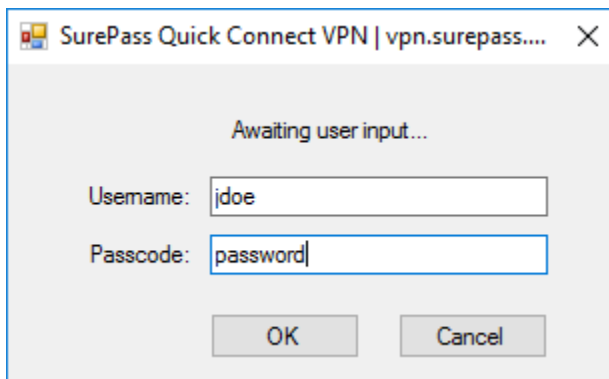 SurePass Quick Connect VPN | vpn.surepass....
Awaiting user input...
Username: jdoe
Passcode: password
OK Cancel